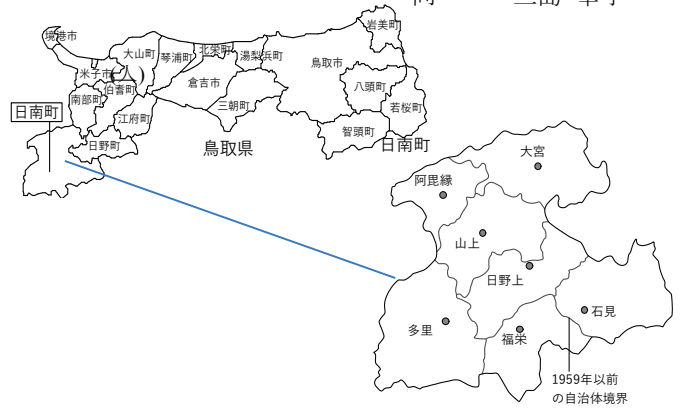 岩美町
境港市
大山町
琴浦町
北栄町
湯梨浜町
鳥取市
米子市
(人)
伯耆町
倉吉市
八頭町
南部町
三朝町
若桜町
日南町
江府町
智頭町
日野町
鳥取県
日南町
大宮
阿毘縁
山上
日野上
石見
多里
福栄
1959年以前
の自治体境界